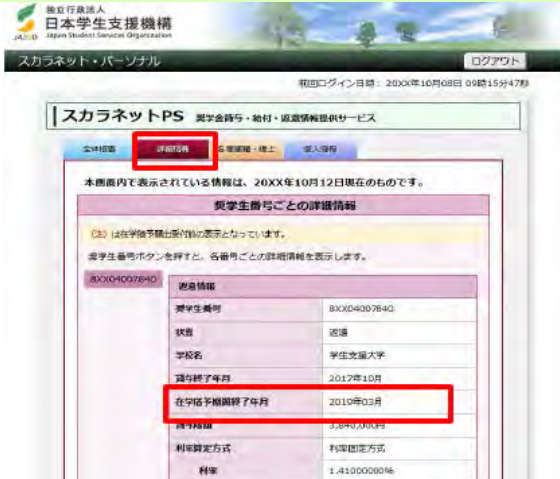 独立行政法人
日本学生支援機構
JASSO Japan Student Services Organization
スカラネット・パーソナル ログアウト
前回ログイン日時： 20XX年10月08日 09時15分47秒
スカラネットPS 奨学金貸与・給付・返還情報提供サービス
全体概要 詳細情報 各種届願・繰上 個人情報
本画面内で表示されている情報は、20XX年10月12日現在のものです。
奨学生番号ごとの詳細情報
（注）は在学猶予願出受付前の表示となっています。
奨学生番号ボタンを押すと、各番号ごとの詳細情報を表示します。
8XX04007840 返還情報
奨学生番号 8XX04007840
状態 返還
学校名 学生支援大学
貸与終了年月 2017年10月
在学猶予期間終了年月 2019年03月
貸与総額 3,840,000円
利率算定方式 利率固定方式
利率 1.4100000%